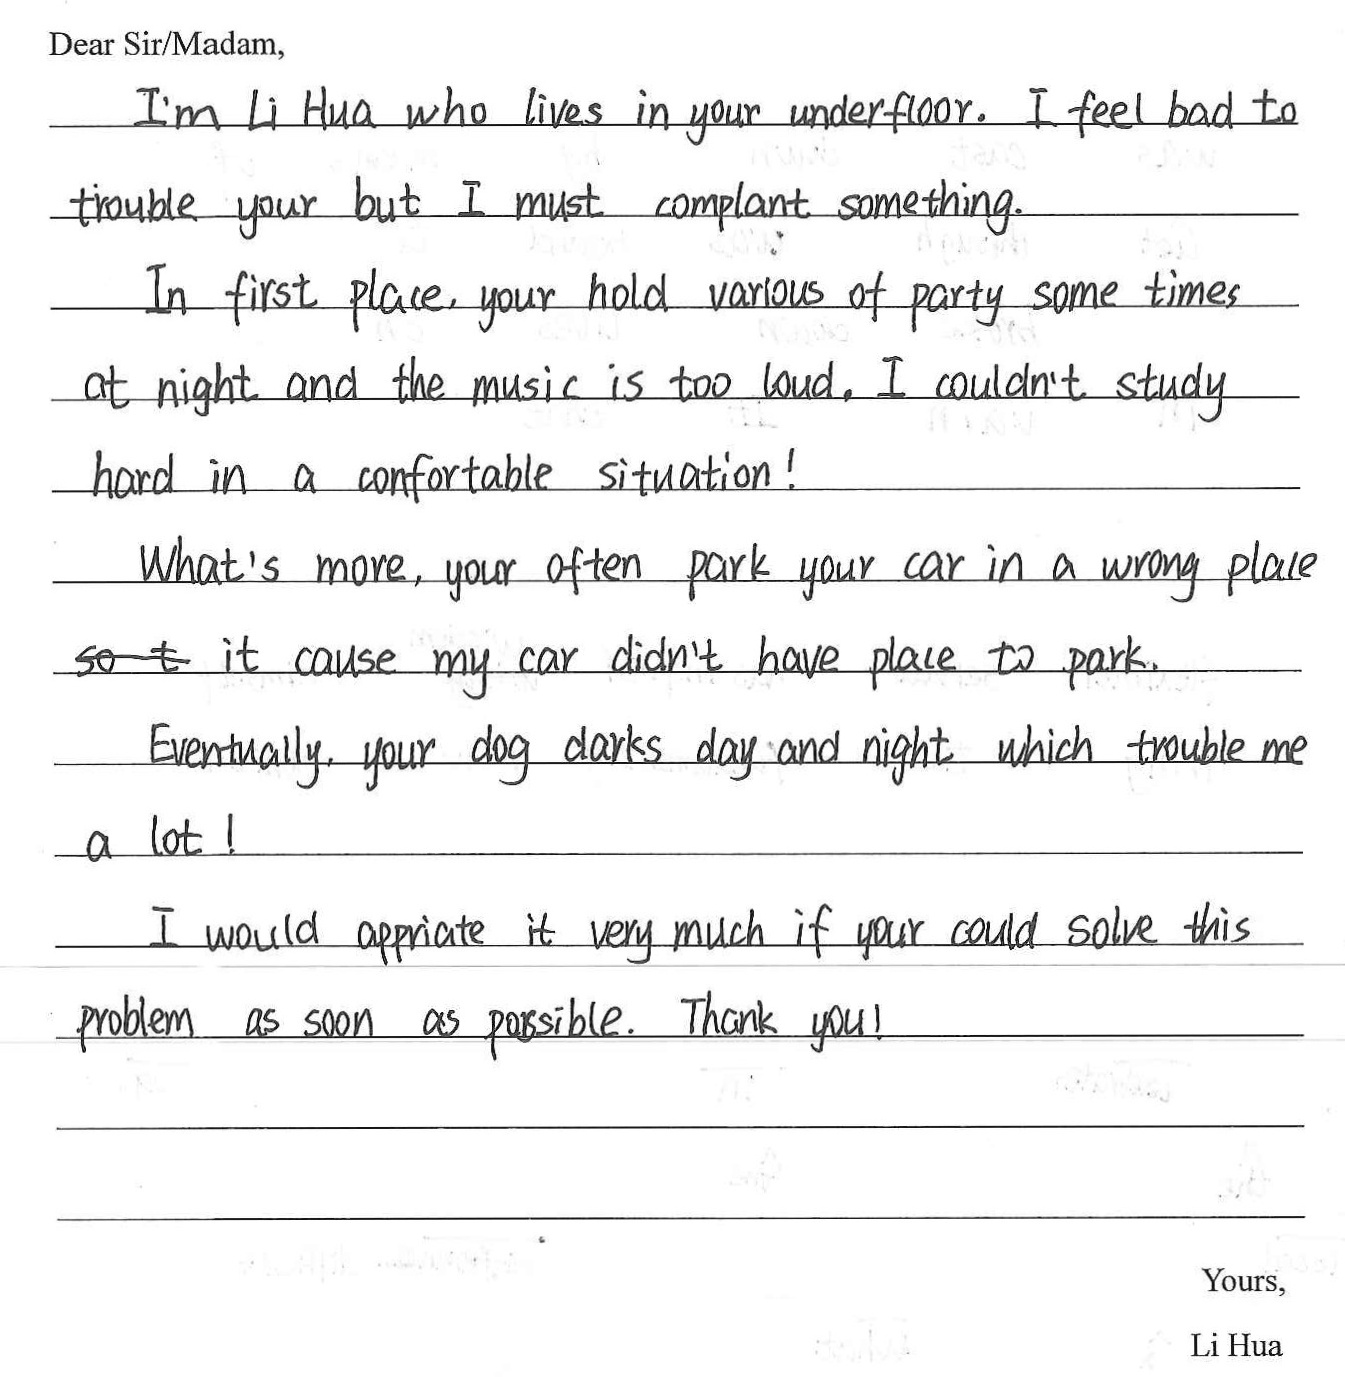 Dear Sir/Madam,
I'm Li Hua who lives in your underfloor. I feel bad to
trouble your but I must complant something.
In first place, your hold various of party some times
at night and the music is too loud. I couldn't study
hard in a confortable situation!
What's more, your often park your car in a wrong place
so t it cause my car didn't have place to park.
Eventually, your dog darks day and night which trouble me
a lot!
I would appriate it very much if your could solve this
problem as soon as possible. Thank you!
Yours,
Li Hua